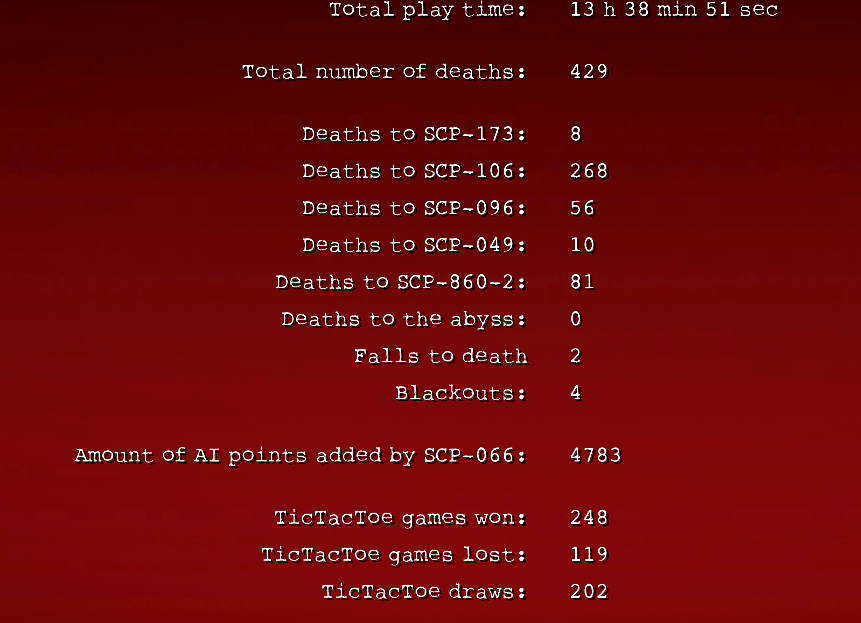 Total play time: 13 h 38 min 51 sec
Total number of deaths: 429
Deaths to SCP-173: 8
Deaths to SCP-106: 268
Deaths to SCP-096: 56
Deaths to SCP-049: 10
Deaths to SCP-860-2: 81
Deaths to the abyss: 0
Falls to death 2
Blackouts: 4
Amount of AI points added by SCP-066: 4783
TicTacToe games won: 248
TicTacToe games lost: 119
TicTacToe draws: 202